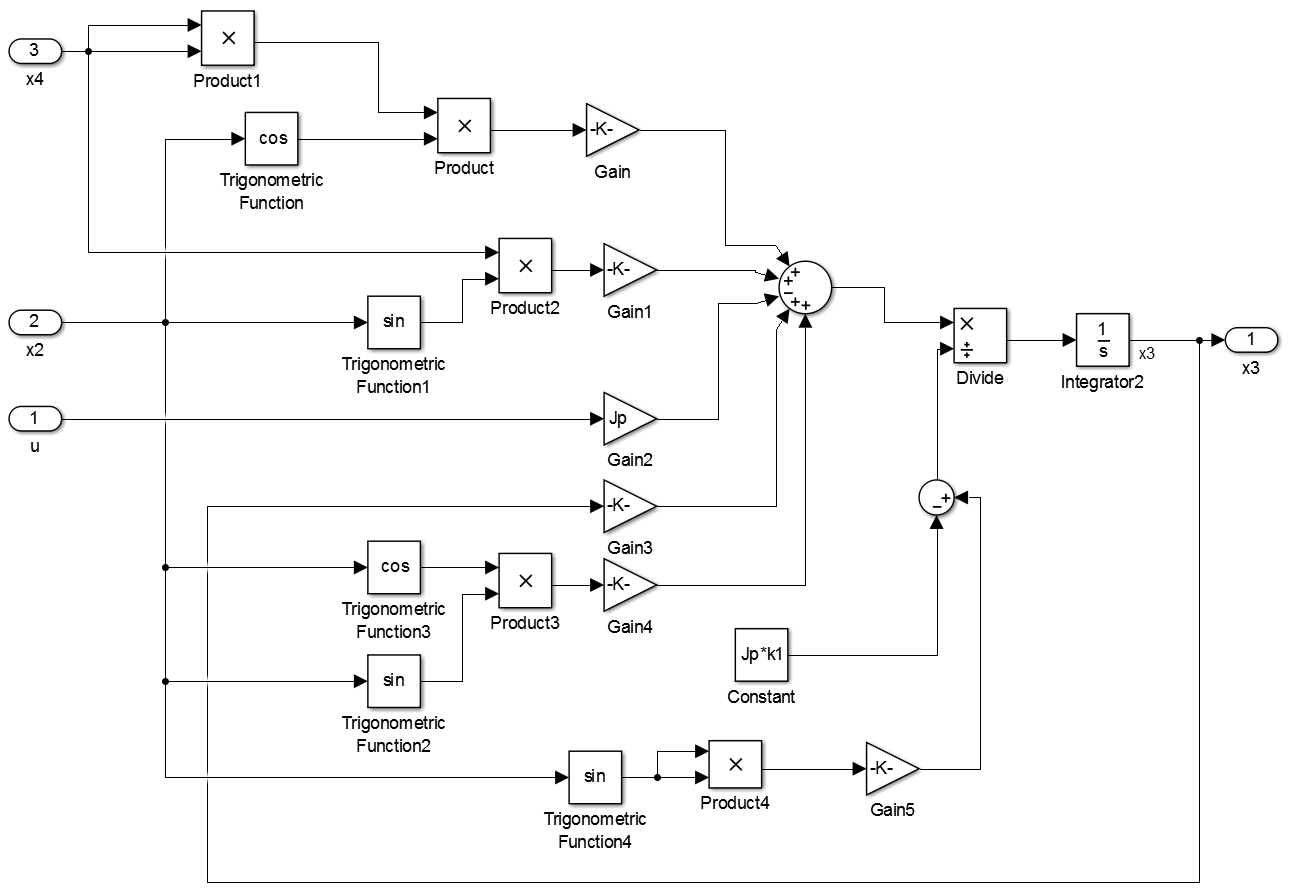 3
x4
×
Product1
cos
Trigonometric
Function
×
Product
-K-
Gain
2
x2
sin
Trigonometric
Function1
×
Product2
-K-
Gain1
+
+
−
+
+
×
÷
Divide
1
s
Integrator2
x3
1
x3
1
u
Jp
Gain2
-K-
Gain3
+
−
cos
Trigonometric
Function3
×
Product3
-K-
Gain4
sin
Trigonometric
Function2
Jp*k1
Constant
sin
Trigonometric
Function4
×
Product4
-K-
Gain5